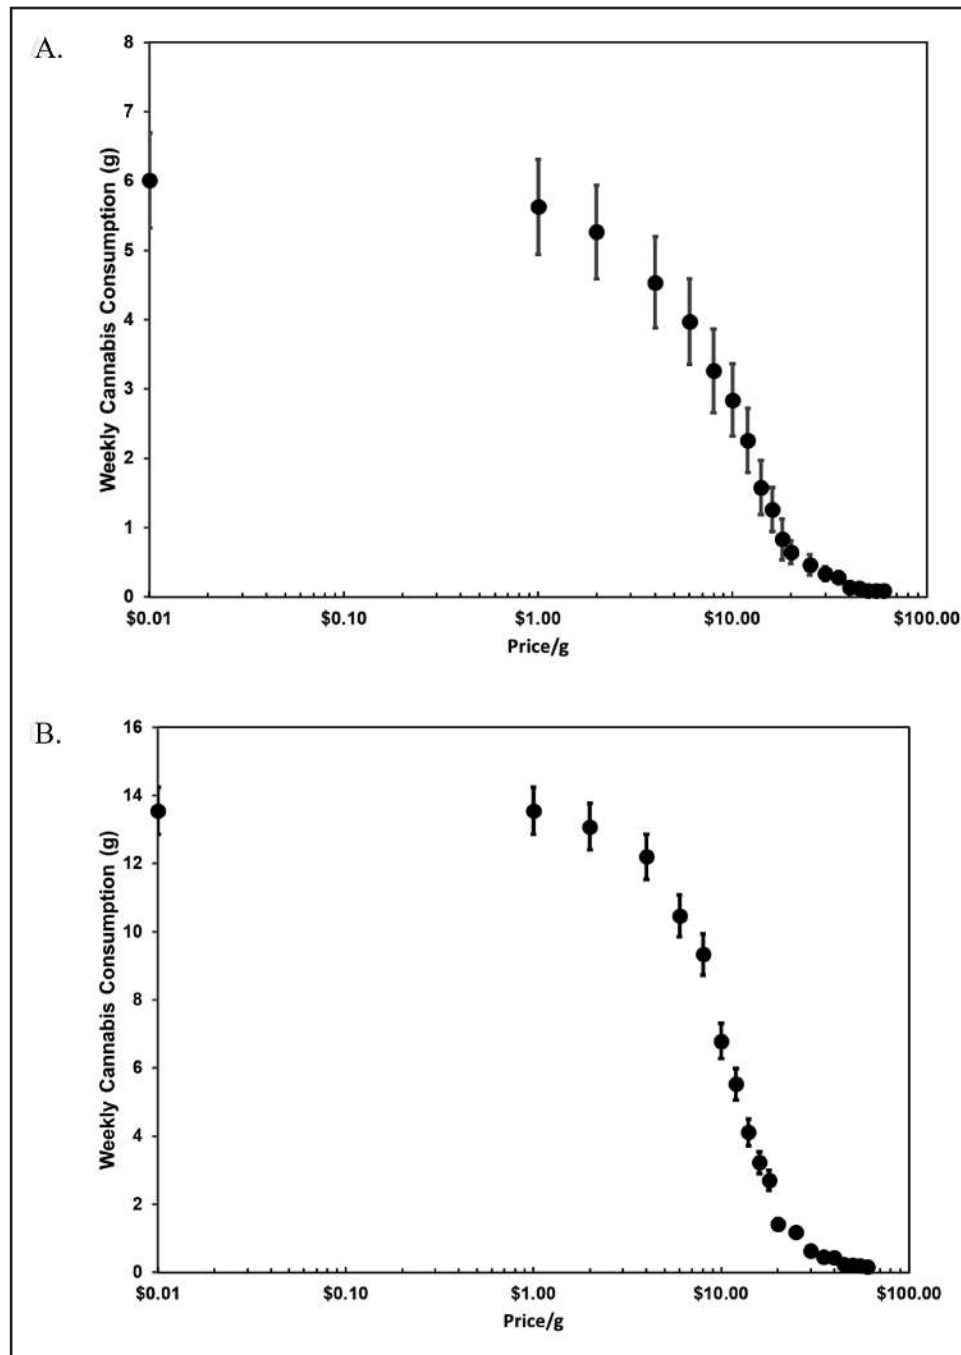 A.
8
7
6
5
4
3
2
1
0
Weekly Cannabis Consumption (g)
$0.01 $0.10 $1.00 $10.00 $100.00
Price/g
B.
16
14
12
10
8
6
4
2
0
Weekly Cannabis Consumption (g)
$0.01 $0.10 $1.00 $10.00 $100.00
Price/g